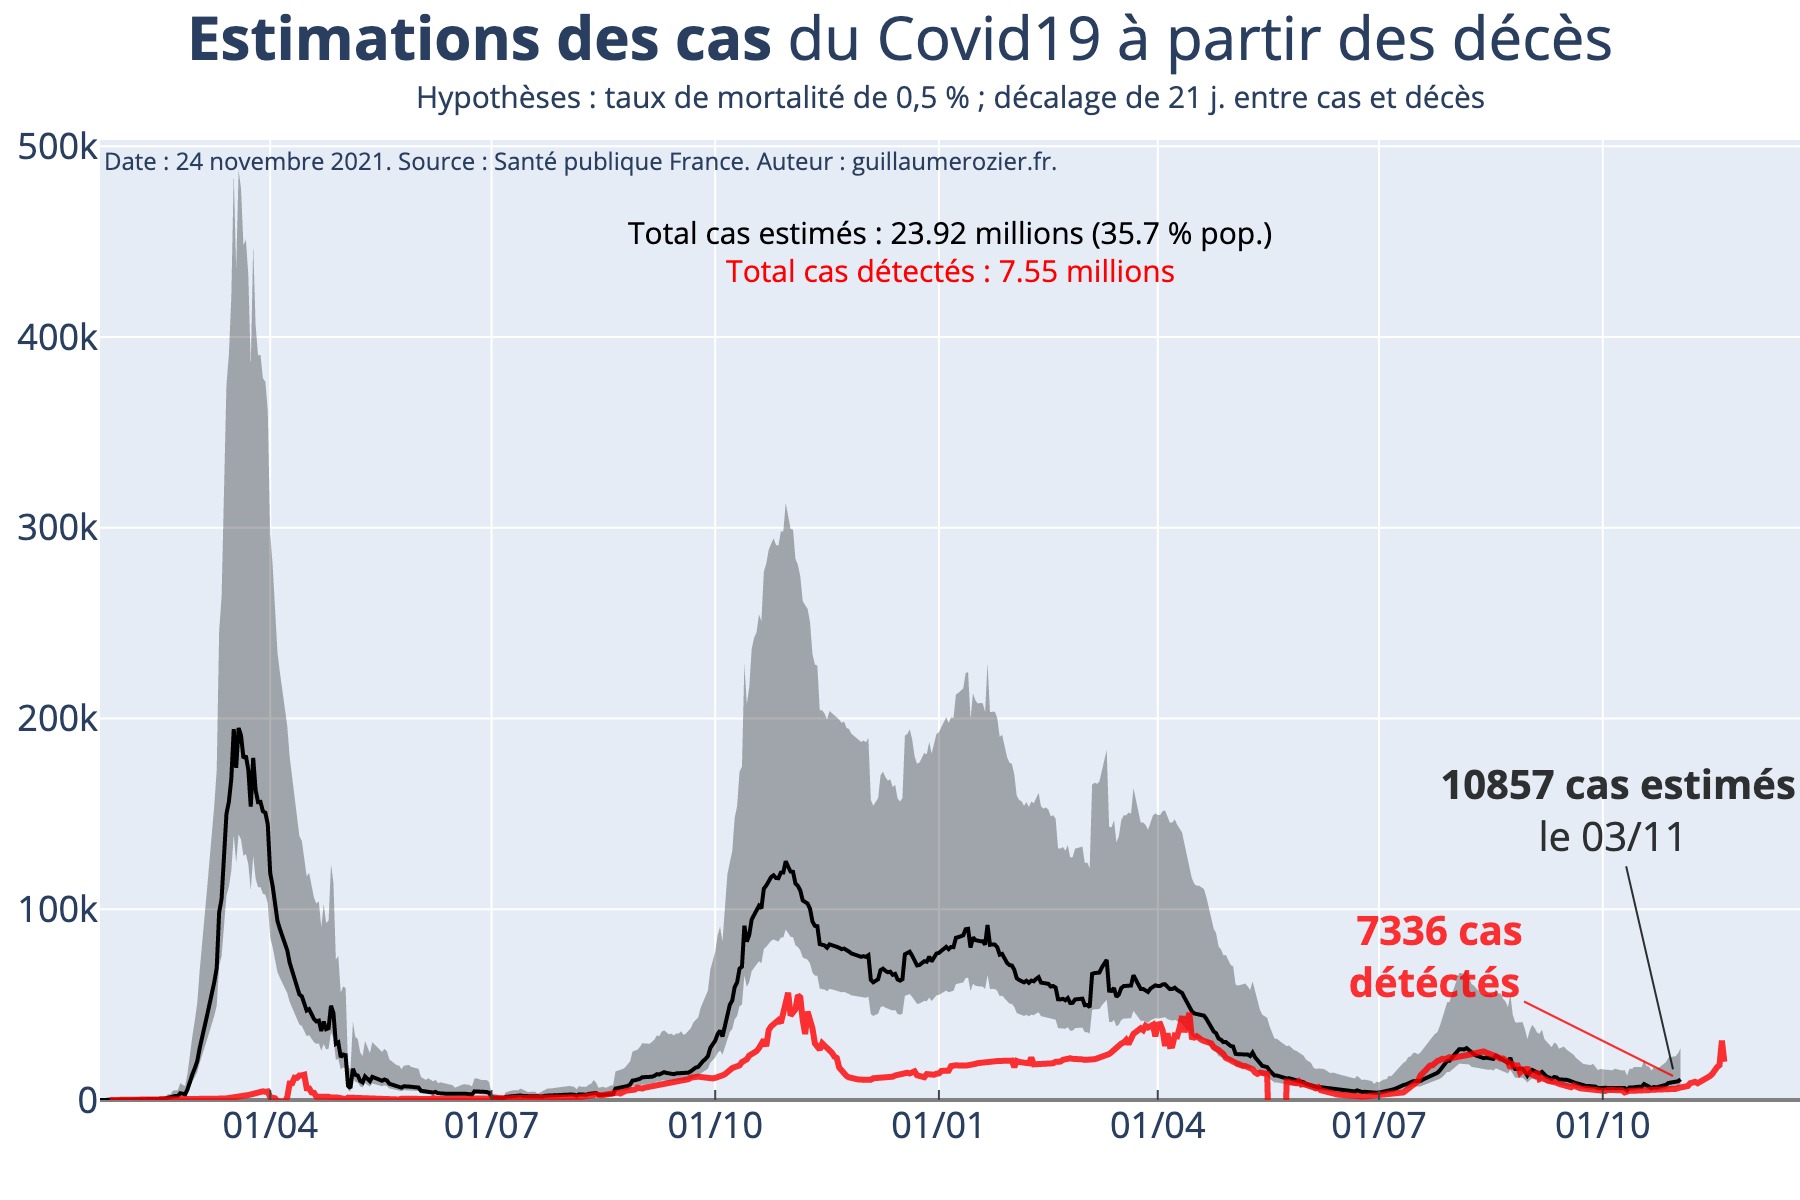 Estimations des cas du Covid19 à partir des décès
Hypothèses : taux de mortalité de 0,5 % ; décalage de 21 j. entre cas et décès
500k
Date : 24 novembre 2021. Source : Santé publique France. Auteur : guillaumerozier.fr.
Total cas estimés : 23.92 millions (35.7 % pop.)
Total cas détectés : 7.55 millions
400k
300k
200k
10857 cas estimés
le 03/11
100k
7336 cas
détéctés
0
01/04
01/07
01/10
01/01
01/04
01/07
01/10